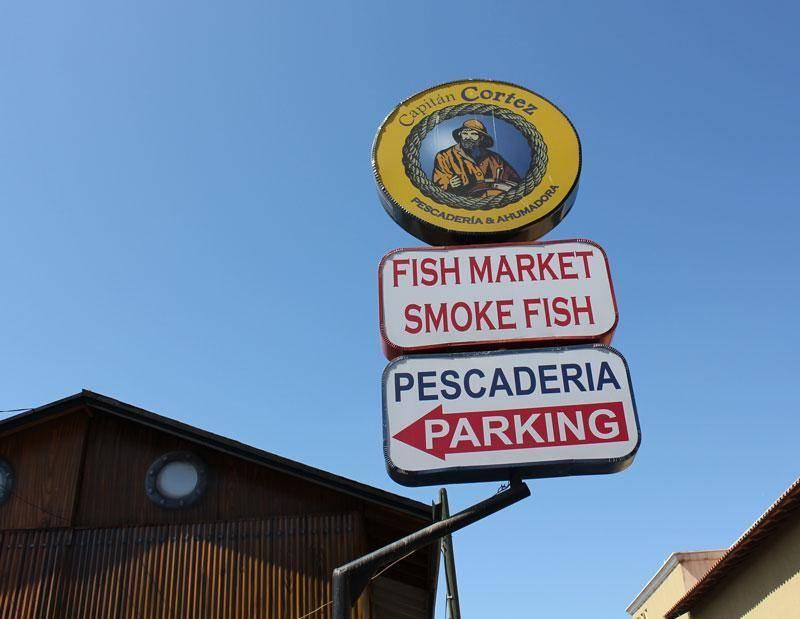 Capitán Cortez
PESCADERÍA & AHUMADORA
FISH MARKET
SMOKE FISH
PESCADERIA
PARKING